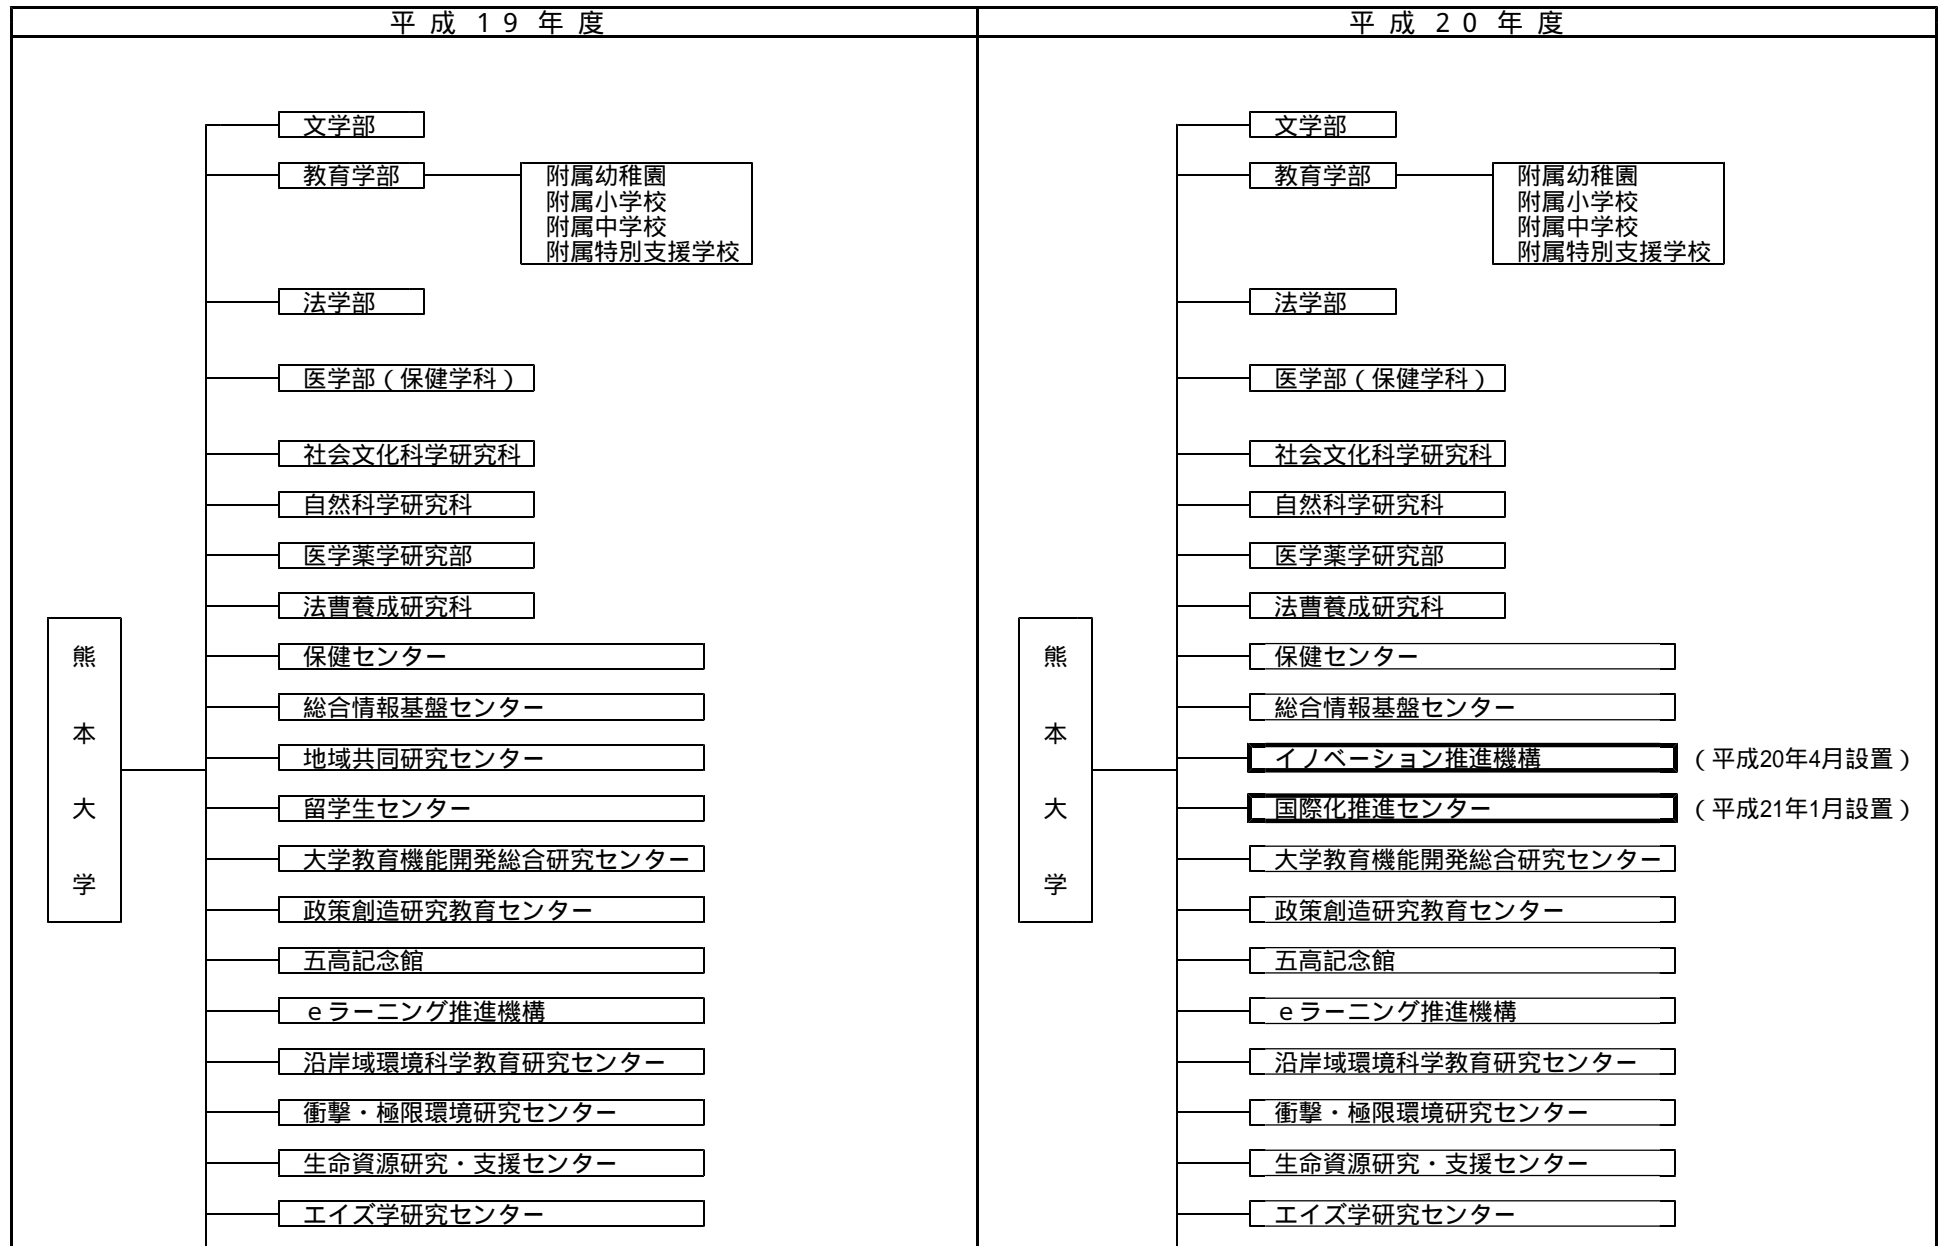 平成19年度
文学部
教育学部
附属幼稚園
附属小学校
附属中学校
附属特別支援学校
法学部
医学部（保健学科）
社会文化科学研究科
自然科学研究科
医学薬学研究部
法曹養成研究科
熊本大学
保健センター
総合情報基盤センター
地域共同研究センター
留学生センター
大学教育機能開発総合研究センター
政策創造研究教育センター
五高記念館
ｅラーニング推進機構
沿岸域環境科学教育研究センター
衝撃・極限環境研究センター
生命資源研究・支援センター
エイズ学研究センター
平成20年度
文学部
教育学部
附属幼稚園
附属小学校
附属中学校
附属特別支援学校
法学部
医学部（保健学科）
社会文化科学研究科
自然科学研究科
医学薬学研究部
法曹養成研究科
熊本大学
保健センター
総合情報基盤センター
イノベーション推進機構 （平成20年4月設置）
国際化推進センター （平成21年1月設置）
大学教育機能開発総合研究センター
政策創造研究教育センター
五高記念館
ｅラーニング推進機構
沿岸域環境科学教育研究センター
衝撃・極限環境研究センター
生命資源研究・支援センター
エイズ学研究センター